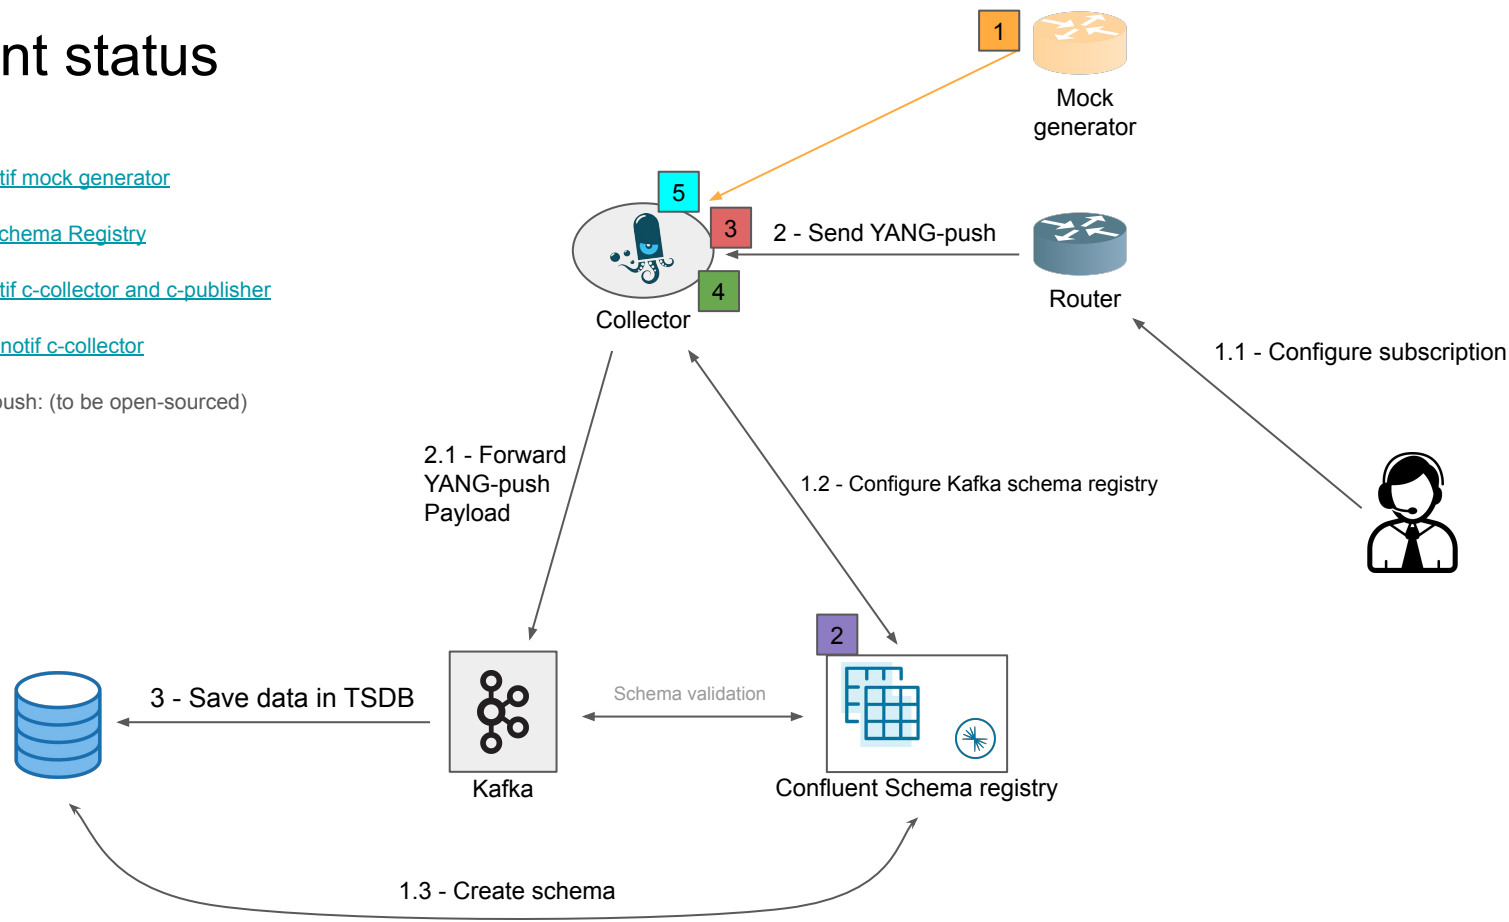 nt status
tif mock generator
chema Registry
tif c-collector and c-publisher
notif c-collector
push: (to be open-sourced)
1
Mock
generator
5
3
4
Collector
2 - Send YANG-push
Router
1.1 - Configure subscription
2.1 - Forward
YANG-push
Payload
1.2 - Configure Kafka schema registry
2
3 - Save data in TSDB
Schema validation
Kafka
Confluent Schema registry
1.3 - Create schema